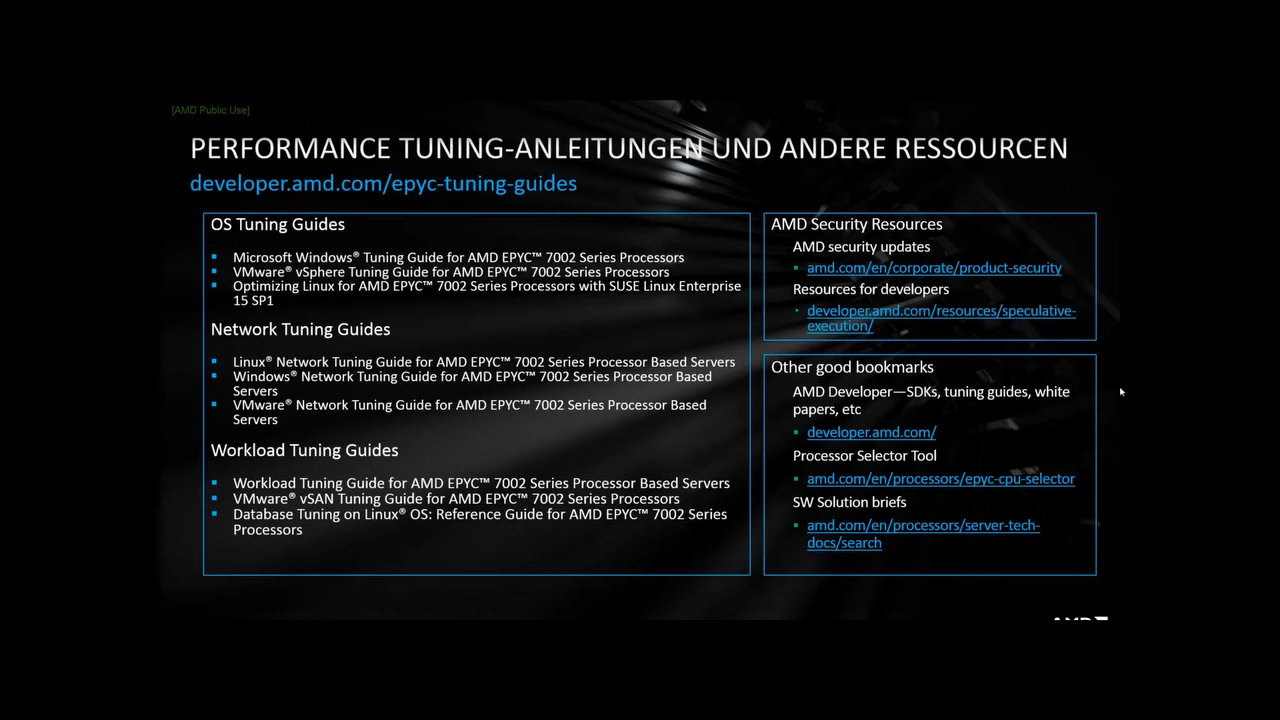 [AMD Public Use]
PERFORMANCE TUNING-ANLEITUNGEN UND ANDERE RESSOURCEN
developer.amd.com/epyc-tuning-guides
OS Tuning Guides
Microsoft Windows® Tuning Guide for AMD EPYC™ 7002 Series Processors
VMware® vSphere Tuning Guide for AMD EPYC™ 7002 Series Processors
Optimizing Linux for AMD EPYC™ 7002 Series Processors with SUSE Linux Enterprise
15 SP1
Network Tuning Guides
Linux® Network Tuning Guide for AMD EPYC™ 7002 Series Processor Based Servers
Windows® Network Tuning Guide for AMD EPYC™ 7002 Series Processor Based
Servers
VMware® Network Tuning Guide for AMD EPYC™ 7002 Series Processor Based
Servers
Workload Tuning Guides
Workload Tuning Guide for AMD EPYC™ 7002 Series Processor Based Servers
VMware® vSAN Tuning Guide for AMD EPYC™ 7002 Series Processors
Database Tuning on Linux® OS: Reference Guide for AMD EPYC™ 7002 Series
Processors
AMD Security Resources
AMD security updates
amd.com/en/corporate/product-security
Resources for developers
developer.amd.com/resources/speculative-
execution/
Other good bookmarks
AMD Developer—SDKs, tuning guides, white
papers, etc
developer.amd.com/
Processor Selector Tool
amd.com/en/processors/epyc-cpu-selector
SW Solution briefs
amd.com/en/processors/server-tech-
docs/search
AMD